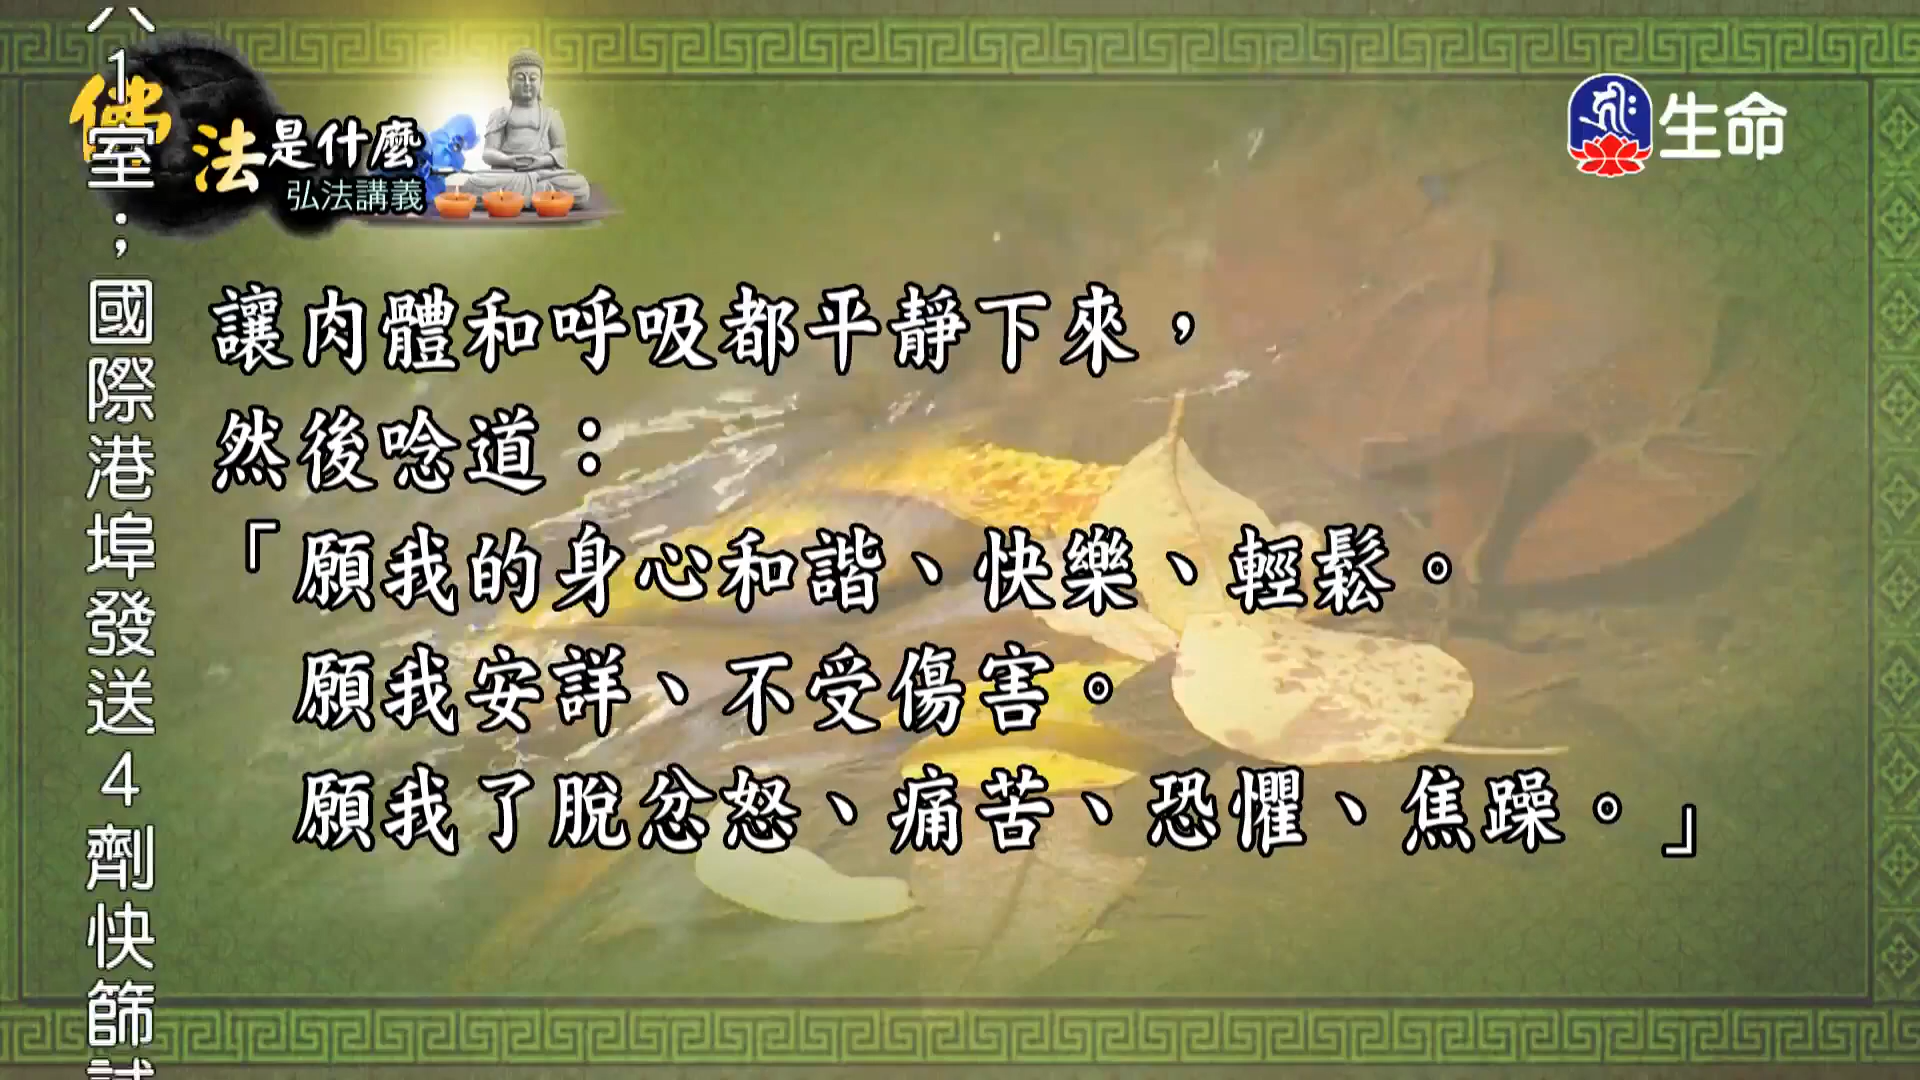 佛法是什麼
弘法講義
生命
讓肉體和呼吸都平靜下來，
然後唸道：
「願我的身心和諧、快樂、輕鬆。
願我安詳、不受傷害。
願我了脫忿怒、痛苦、恐懼、焦躁。」
1室；國際港埠發送4劑快篩試